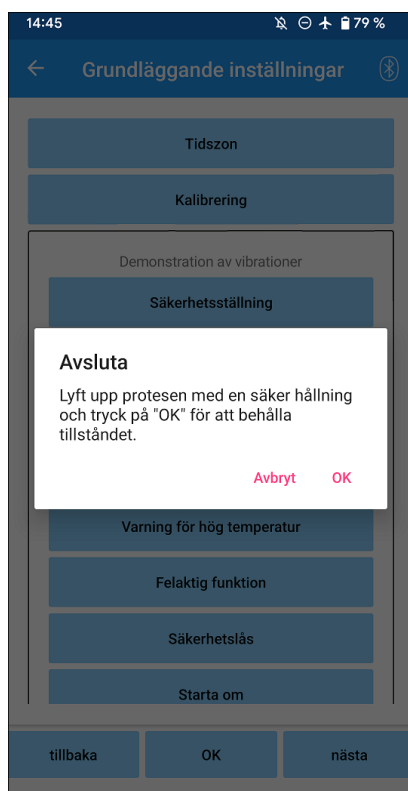 14:45
79 %
Grundläggande inställningar
Tidszon
Kalibrering
Demonstration av vibrationer
Säkerhetsställning
Avsluta
Lyft upp protesen med en säker hållning
och tryck på "OK" för att behålla
tillståndet.
Avbryt OK
Varning för hög temperatur
Felaktig funktion
Säkerhetslås
Starta om
tillbaka OK nästa